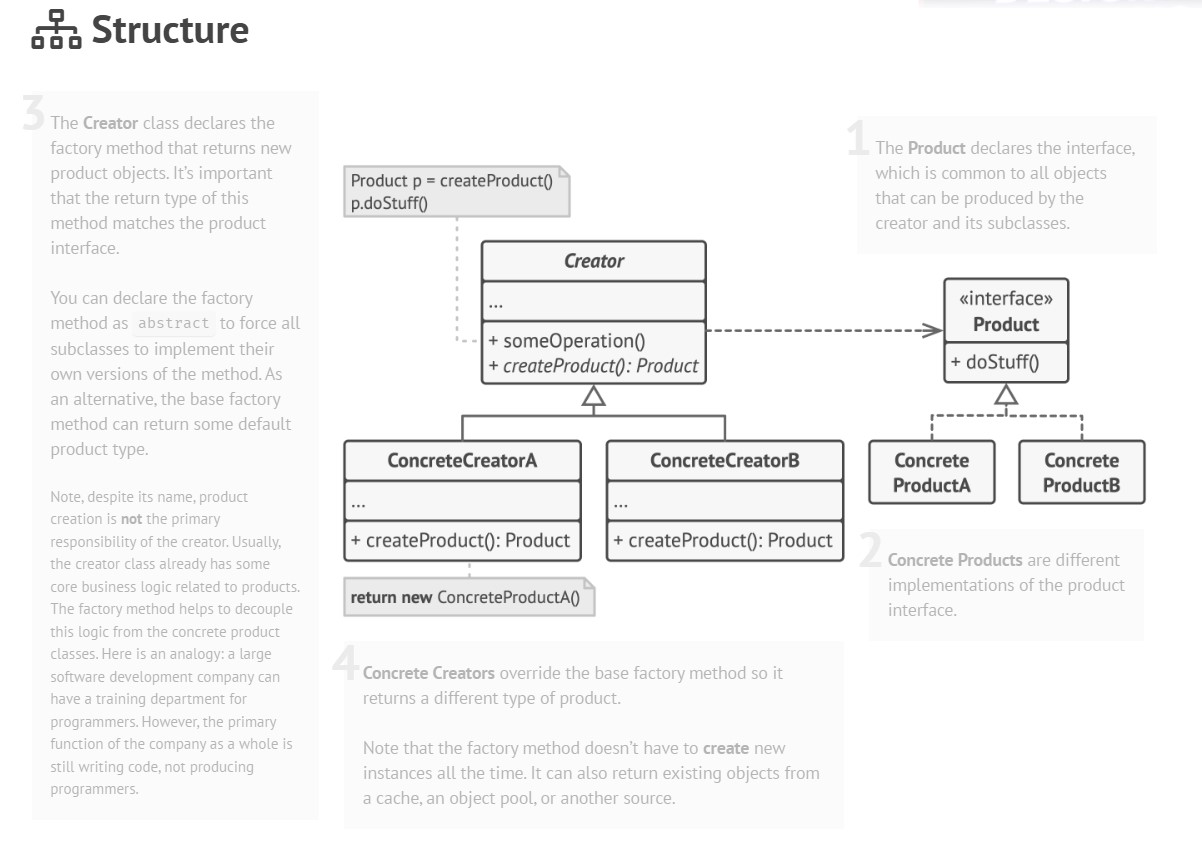 Structure
3
The Creator class declares the
factory method that returns new
product objects. It’s important
that the return type of this
method matches the product
interface.
You can declare the factory
method as abstract to force all
subclasses to implement their
own versions of the method. As
an alternative, the base factory
method can return some default
product type.
Note, despite its name, product
creation is not the primary
responsibility of the creator. Usually,
the creator class already has some
core business logic related to products.
The factory method helps to decouple
this logic from the concrete product
classes. Here is an analogy: a large
software development company can
have a training department for
programmers. However, the primary
function of the company as a whole is
still writing code, not producing
programmers.
Product p = createProduct()
p.doStuff()
Creator
...
+ someOperation()
+ createProduct(): Product
ConcreteCreatorA
...
+ createProduct(): Product
return new ConcreteProductA()
ConcreteCreatorB
...
+ createProduct(): Product
1
The Product declares the interface,
which is common to all objects
that can be produced by the
creator and its subclasses.
«interface»
Product
+ doStuff()
Concrete
ProductA
Concrete
ProductB
2
Concrete Products are different
implementations of the product
interface.
4
Concrete Creators override the base factory method so it
returns a different type of product.
Note that the factory method doesn’t have to create new
instances all the time. It can also return existing objects from
a cache, an object pool, or another source.